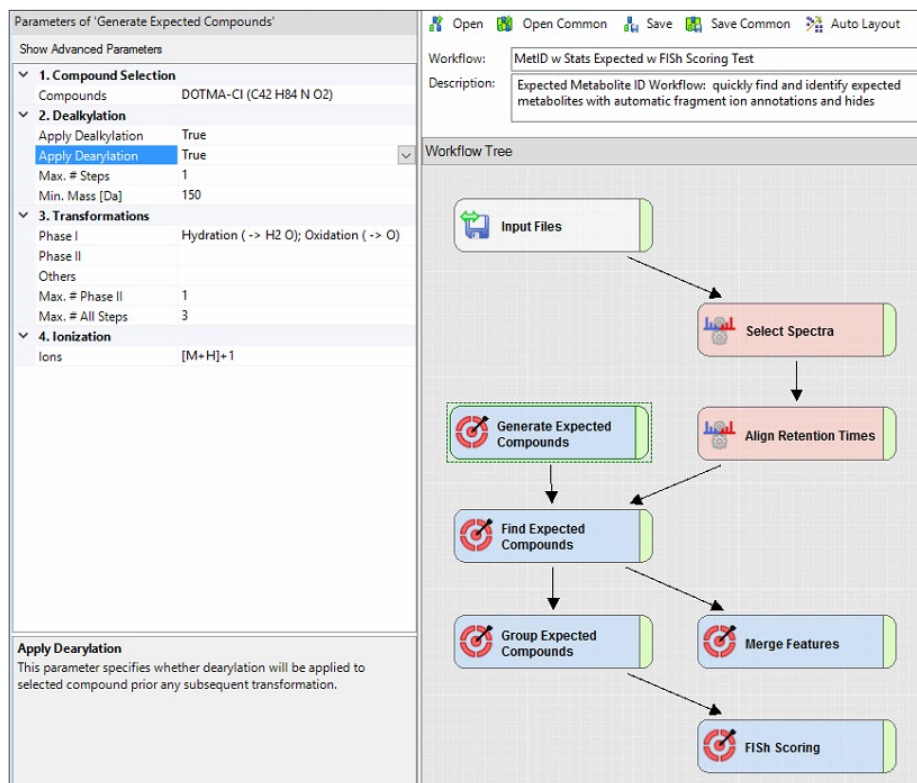 Parameters of 'Generate Expected Compounds'
Show Advanced Parameters
1. Compound Selection
Compounds DOTMA-Cl (C42 H84 N O2)
2. Dealkylation
Apply Dealkylation True
Apply Dearylation True
Max. # Steps 1
Min. Mass [Da] 150
3. Transformations
Phase I Hydration ( -> H2 O); Oxidation ( -> O)
Phase II
Others
Max. # Phase II 1
Max. # All Steps 3
4. Ionization
Ions [M+H]+1
Apply Dearylation
This parameter specifies whether dearylation will be applied to
selected compound prior any subsequent transformation.
Open Open Common Save Save Common Auto Layout
Workflow: MetID w Stats Expected w FISh Scoring Test
Description: Expected Metabolite ID Workflow: quickly find and identify expected
metabolites with automatic fragment ion annotations and hides
Workflow Tree
Input Files
Select Spectra
Generate Expected
Compounds
Align Retention Times
Find Expected
Compounds
Group Expected
Compounds
Merge Features
FISh Scoring